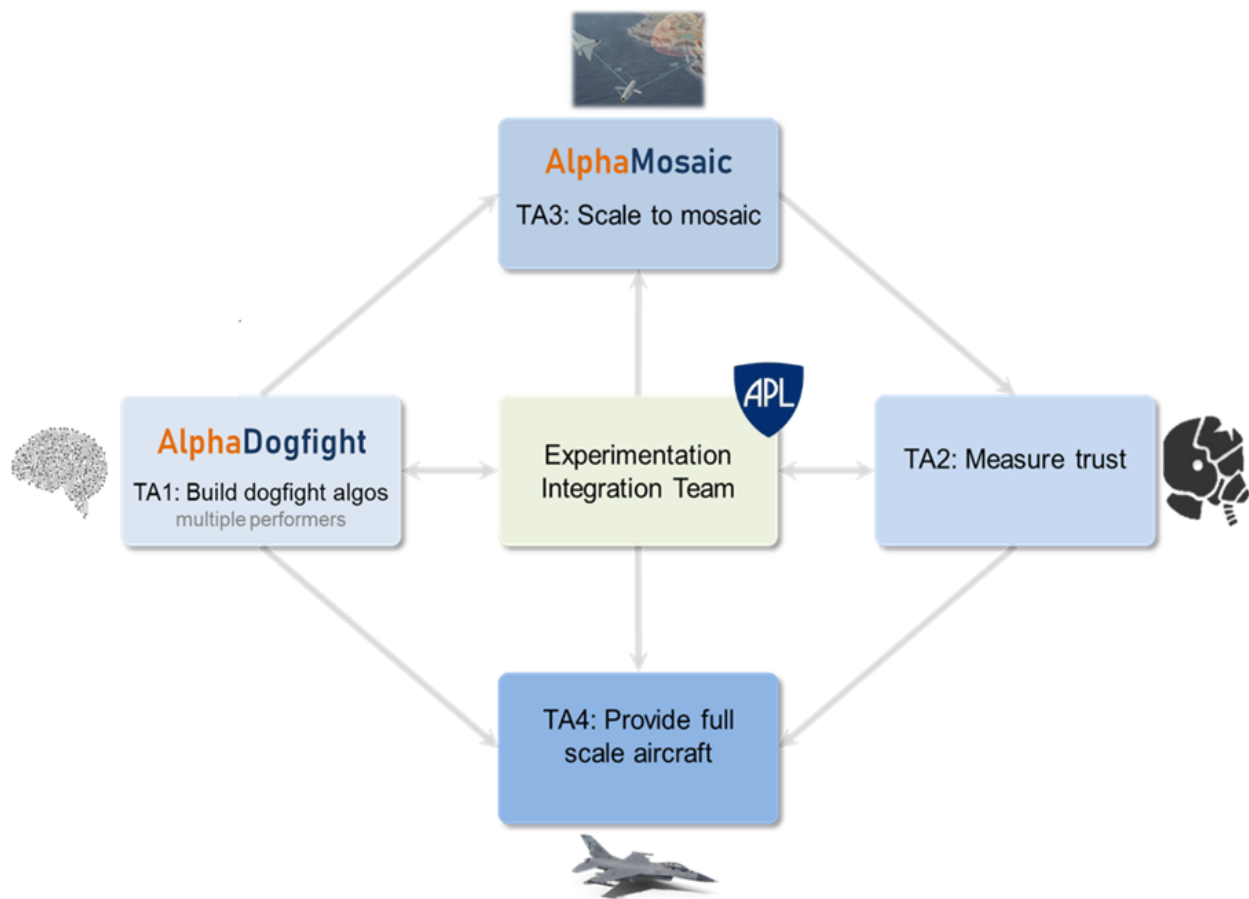 AlphaMosaic
TA3: Scale to mosaic
APL
AlphaDogfight
TA1: Build dogfight algos
multiple performers
Experimentation
Integration Team
TA2: Measure trust
TA4: Provide full
scale aircraft